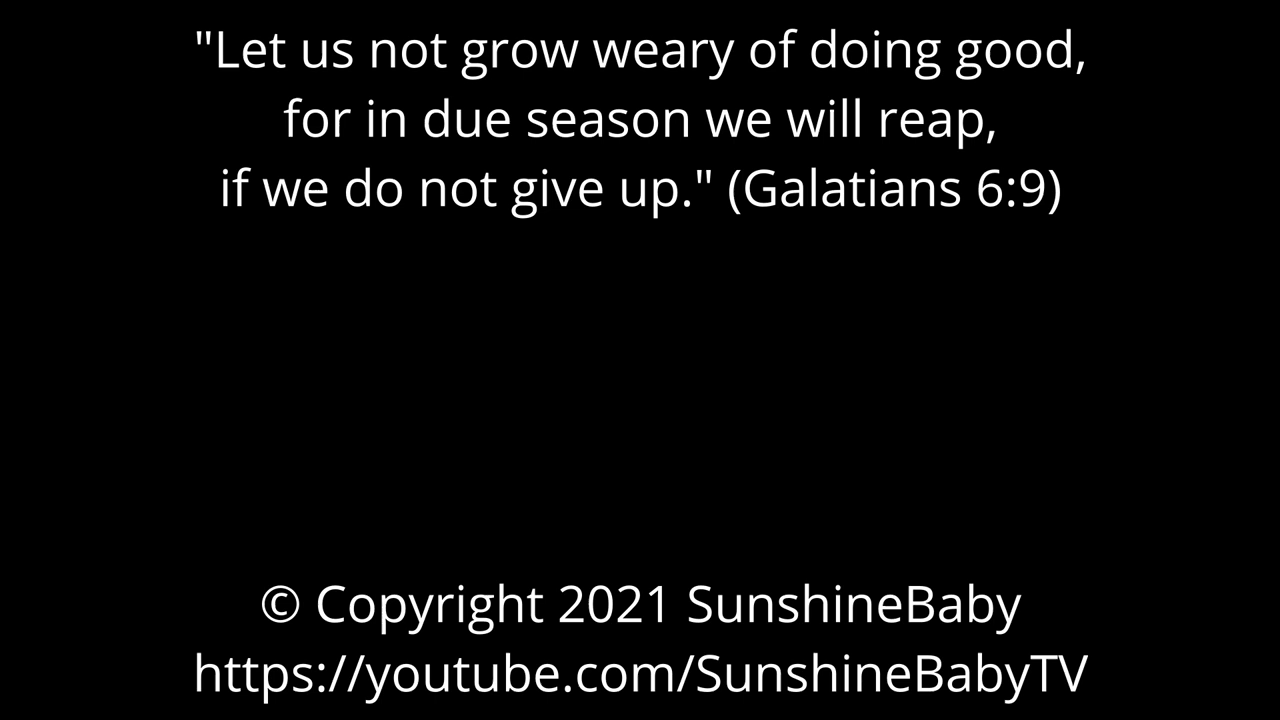 "Let us not grow weary of doing good,
for in due season we will reap,
if we do not give up." (Galatians 6:9)
© Copyright 2021 SunshineBaby
https://youtube.com/SunshineBabyTV